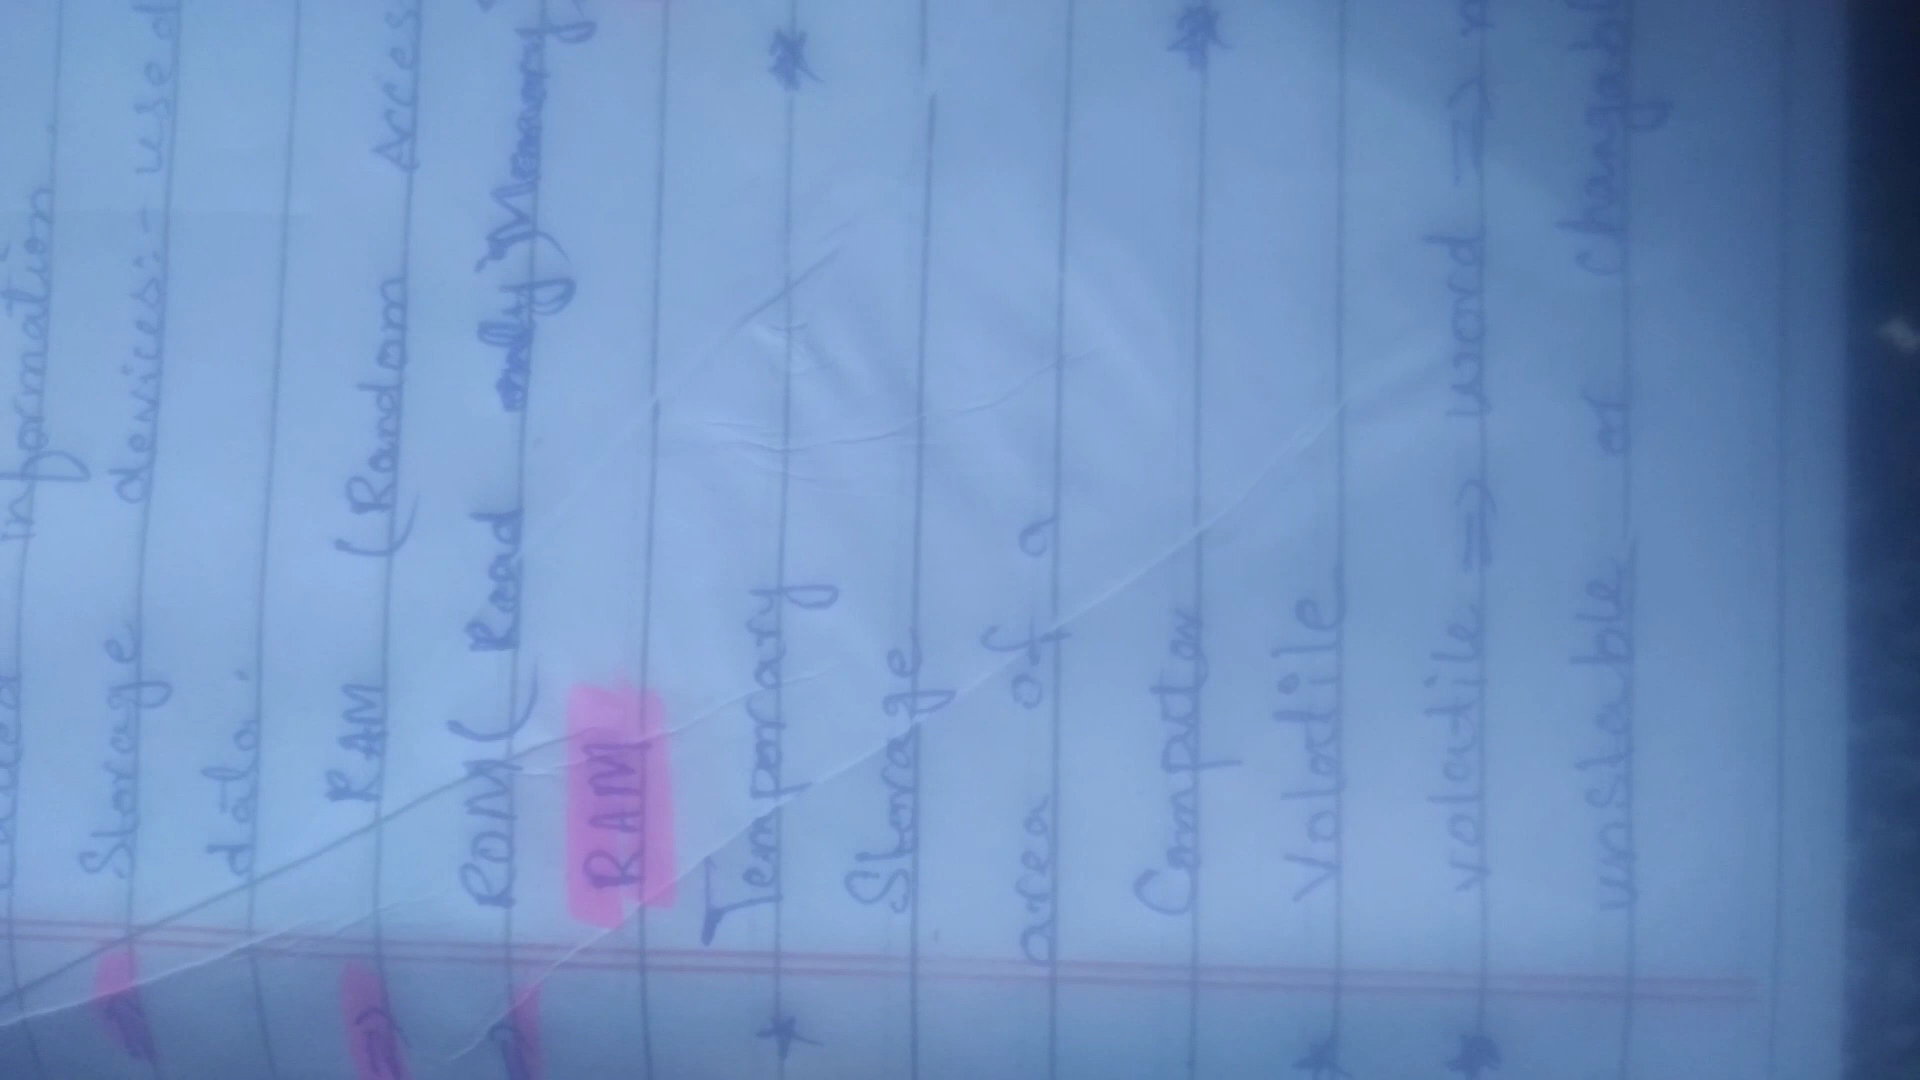 information.
Storage devices:- used
data.
RAM (Random Acces
ROM (Read only Memory
RAM
Temporary
Storage
area of a
Computer
Volatile
volatile => word =>
unstable or changabl